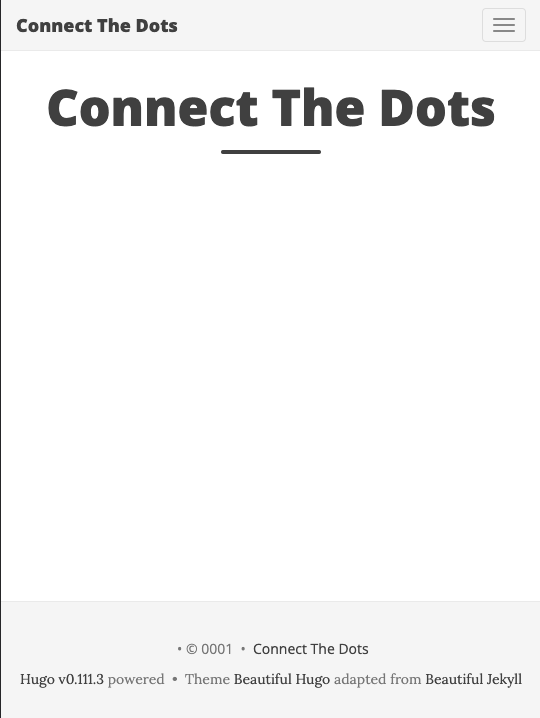 Connect The Dots
Connect The Dots
• © 0001 • Connect The Dots
Hugo v0.111.3 powered • Theme Beautiful Hugo adapted from Beautiful Jekyll